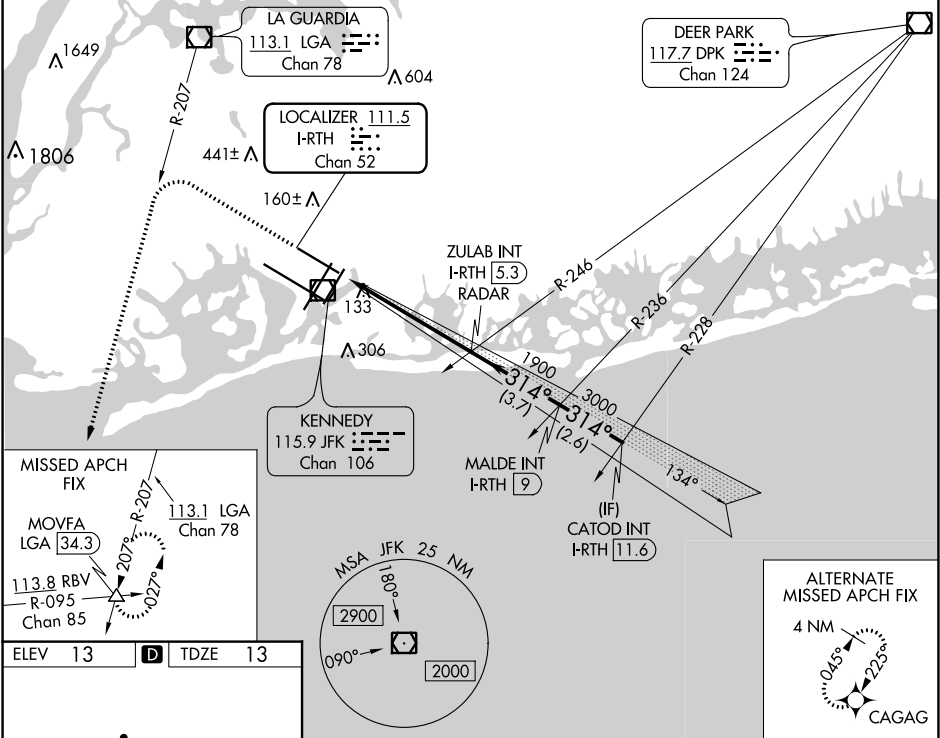 LA GUARDIA
113.1 LGA
Chan 78
DEER PARK
117.7 DPK
Chan 124
1649
604
R-207
LOCALIZER 111.5
I-RTH
Chan 52
1806
441±
160±
ZULAB INT
I-RTH 5.3
RADAR
R-246
R-236
R-228
133
306
1900
3000
314°
314°
(3.7)
(2.6)
134°
KENNEDY
115.9 JFK
Chan 106
MALDE INT
I-RTH 9
(IF)
CATOD INT
I-RTH 11.6
MISSED APCH
FIX
R-207
113.1 LGA
Chan 78
MOVFA
LGA 34.3
207°
027°
113.8 RBV
R-095
Chan 85
MSA JFK 25 NM
180°
2900
090°
2000
ALTERNATE
MISSED APCH FIX
4 NM
045°
225°
CAGAG
ELEV 13 D TDZE 13